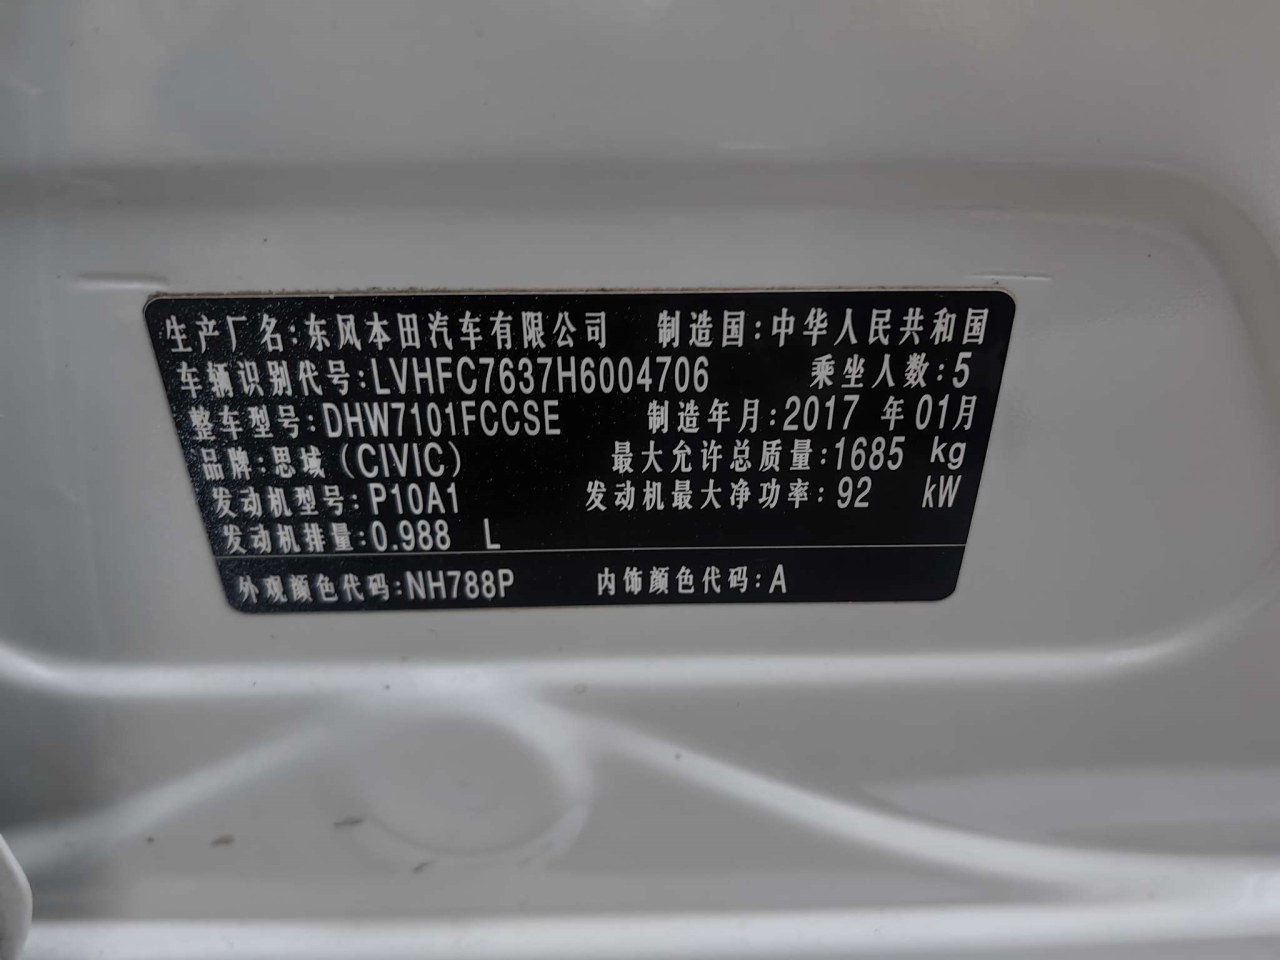 生产厂名:东风本田汽车有限公司 制造国:中华人民共和国
车辆识别代号:LVHFC7637H6004706 乘坐人数:5
整车型号:DHW7101FCCSE 制造年月:2017 年 01月
品牌:思域(CIVIC) 最大允许总质量:1685 kg
发动机型号:P10A1 发动机最大净功率:92 kW
发动机排量:0.988 L
外观颜色代码:NH788P 内饰颜色代码:A